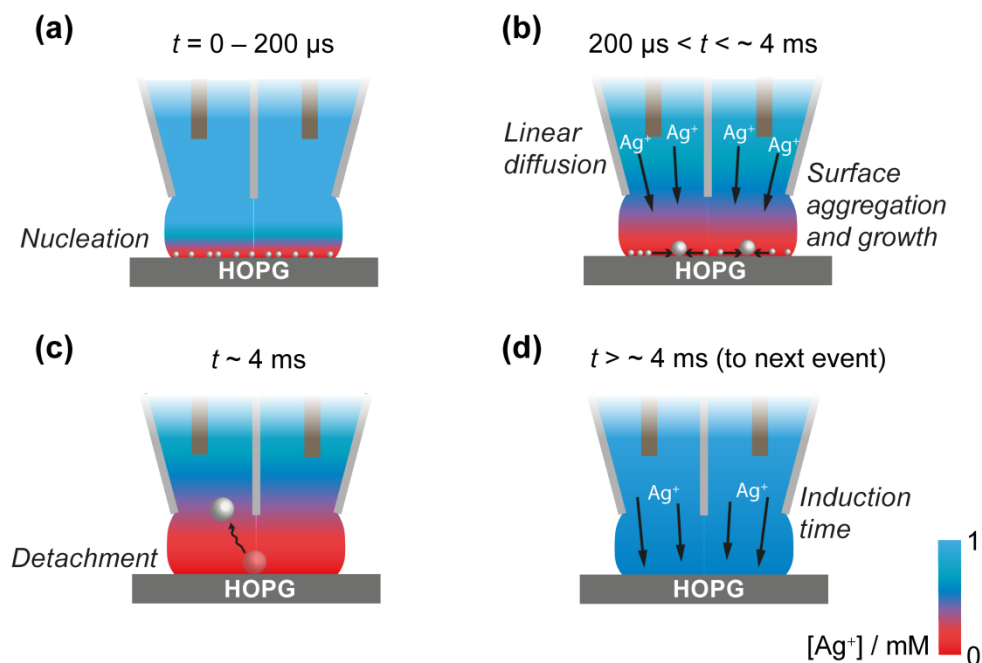 (a)
t = 0 – 200 µs
Nucleation
HOPG
(b)
200 µs < t < ~ 4 ms
Linear
diffusion
Ag⁺
Ag⁺
Ag⁺
Ag⁺
Surface
aggregation
and growth
HOPG
(c)
t ~ 4 ms
Detachment
HOPG
(d)
t > ~ 4 ms (to next event)
Ag⁺
Ag⁺
Induction
time
HOPG
1
[Ag⁺] / mM
0